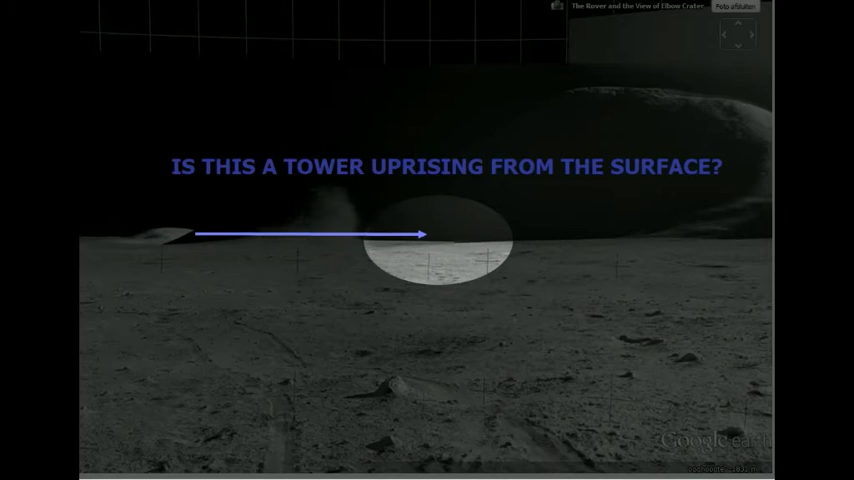 The Rover and the View of Elbow Crater
Foto afsluiten
IS THIS A TOWER UPRISING FROM THE SURFACE?
Google earth